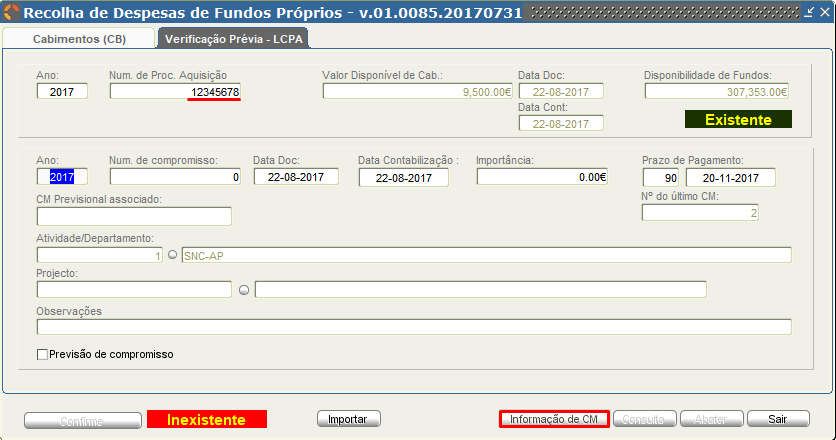 Recolha de Despesas de Fundos Próprios - v.01.0085.20170731
Cabimentos (CB) Verificação Prévia - LCPA
Ano: Num. de Proc. Aquisição Valor Disponível de Cab.: Data Doc: Disponibilidade de Fundos:
2017 12345678 9,500.00€ 22-08-2017 307,353.00€
Data Cont:
22-08-2017 Existente
Ano: Num. de compromisso: Data Doc: Data Contabilização : Importância: Prazo de Pagamento:
2017 0 22-08-2017 22-08-2017 0.00€ 90 20-11-2017
CM Previsional associado: Nº do último CM:
2
Atividade/Departamento:
1 SNC-AP
Projecto:
Observações
Previsão de compromisso
Confirme Inexistente Importar Informação de CM Consulta Abater Sair